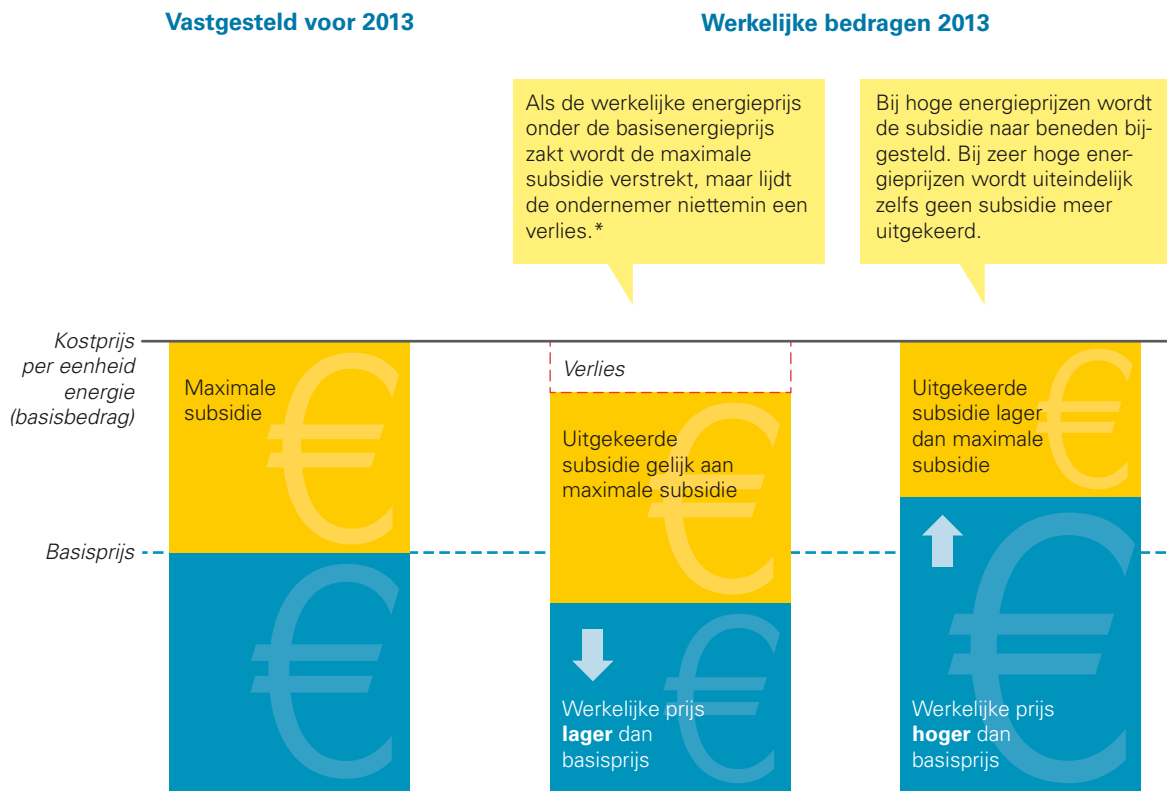 Vastgesteld voor 2013
Werkelijke bedragen 2013
Als de werkelijke energieprijs
onder de basisenergieprijs
zakt wordt de maximale
subsidie verstrekt, maar lijdt
de ondernemer niettemin een
verlies.*
Bij hoge energieprijzen wordt
de subsidie naar beneden bij-
gesteld. Bij zeer hoge ener-
gieprijzen wordt uiteindelijk
zelfs geen subsidie meer
uitgekeerd.
Kostprijs
per eenheid
energie
(basisbedrag)
Maximale
subsidie
€
Verlies
Uitgekeerde
subsidie gelijk aan
maximale subsidie
€
Uitgekeerde
subsidie lager
dan maximale
subsidie
€
Basisprijs
€
Werkelijke prijs
lager dan
basisprijs
€
Werkelijke prijs
hoger dan
basisprijs
€